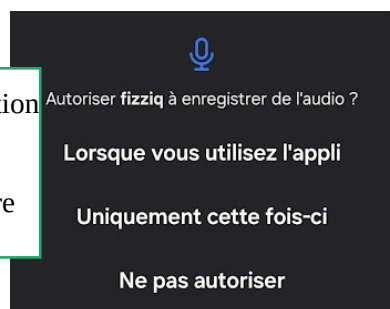 Autoriser fizziq à enregistrer de l'audio ?
Lorsque vous utilisez l'appli
Uniquement cette fois-ci
Ne pas autoriser